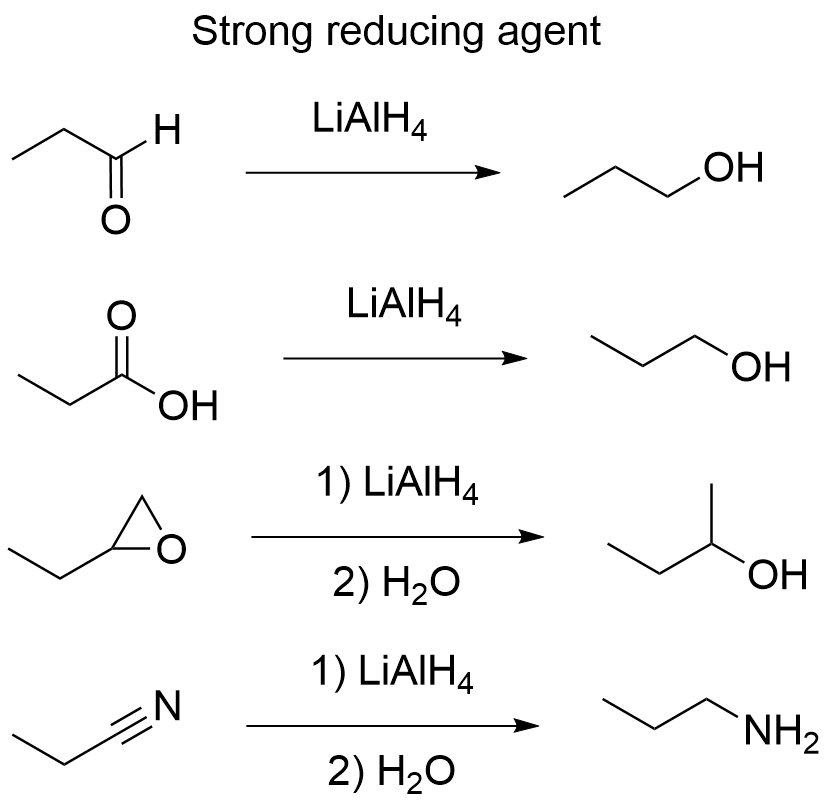 Strong reducing agent
H
O
LiAlH₄
OH
O
OH
LiAlH₄
OH
O
1) LiAlH₄
2) H₂O
OH
N
1) LiAlH₄
2) H₂O
NH₂